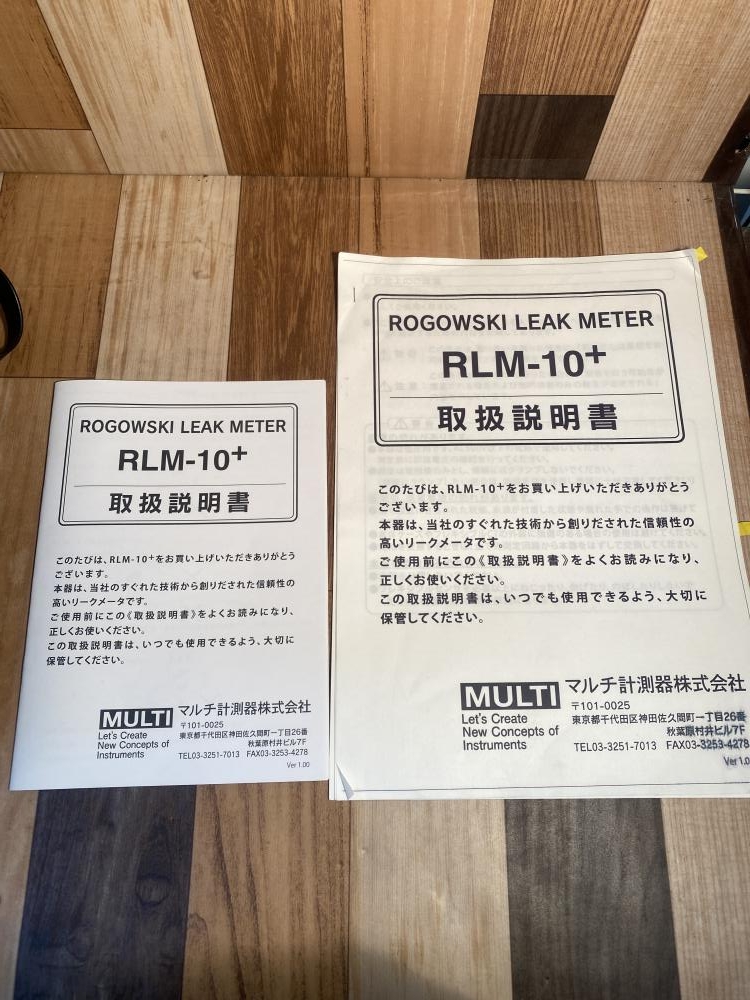 ROGOWSKI LEAK METER
RLM-10+
取扱説明書
このたびは、RLM-10+をお買い上げいただきありがとう
ございます。
本器は、当社のすぐれた技術から創りだされた信頼性の
高いリークメータです。
ご使用前にこの《取扱説明書》をよくお読みになり、
正しくお使いください。
この取扱説明書は、いつでも使用できるよう、大切に
保管してください。
MULTI
Let's Create
New Concepts of
Instruments
マルチ計測器株式会社
〒101-0025
東京都千代田区神田佐久間町一丁目26番
秋葉原村井ビル7F
TEL03-3251-7013 FAX03-3253-4278
Ver 1.00
ROGOWSKI LEAK METER
RLM-10+
取扱説明書
このたびは、RLM-10+をお買い上げいただきありがとう
ございます。
本器は、当社のすぐれた技術から創りだされた信頼性の
高いリークメータです。
ご使用前にこの《取扱説明書》をよくお読みになり、
正しくお使いください。
この取扱説明書は、いつでも使用できるよう、大切に
保管してください。
MULTI
Let's Create
New Concepts of
Instruments
マルチ計測器株式会社
〒101-0025
東京都千代田区神田佐久間町一丁目26番
秋葉原村井ビル7F
TEL03-3251-7013 FAX03-3253-4278
Ver 1.0